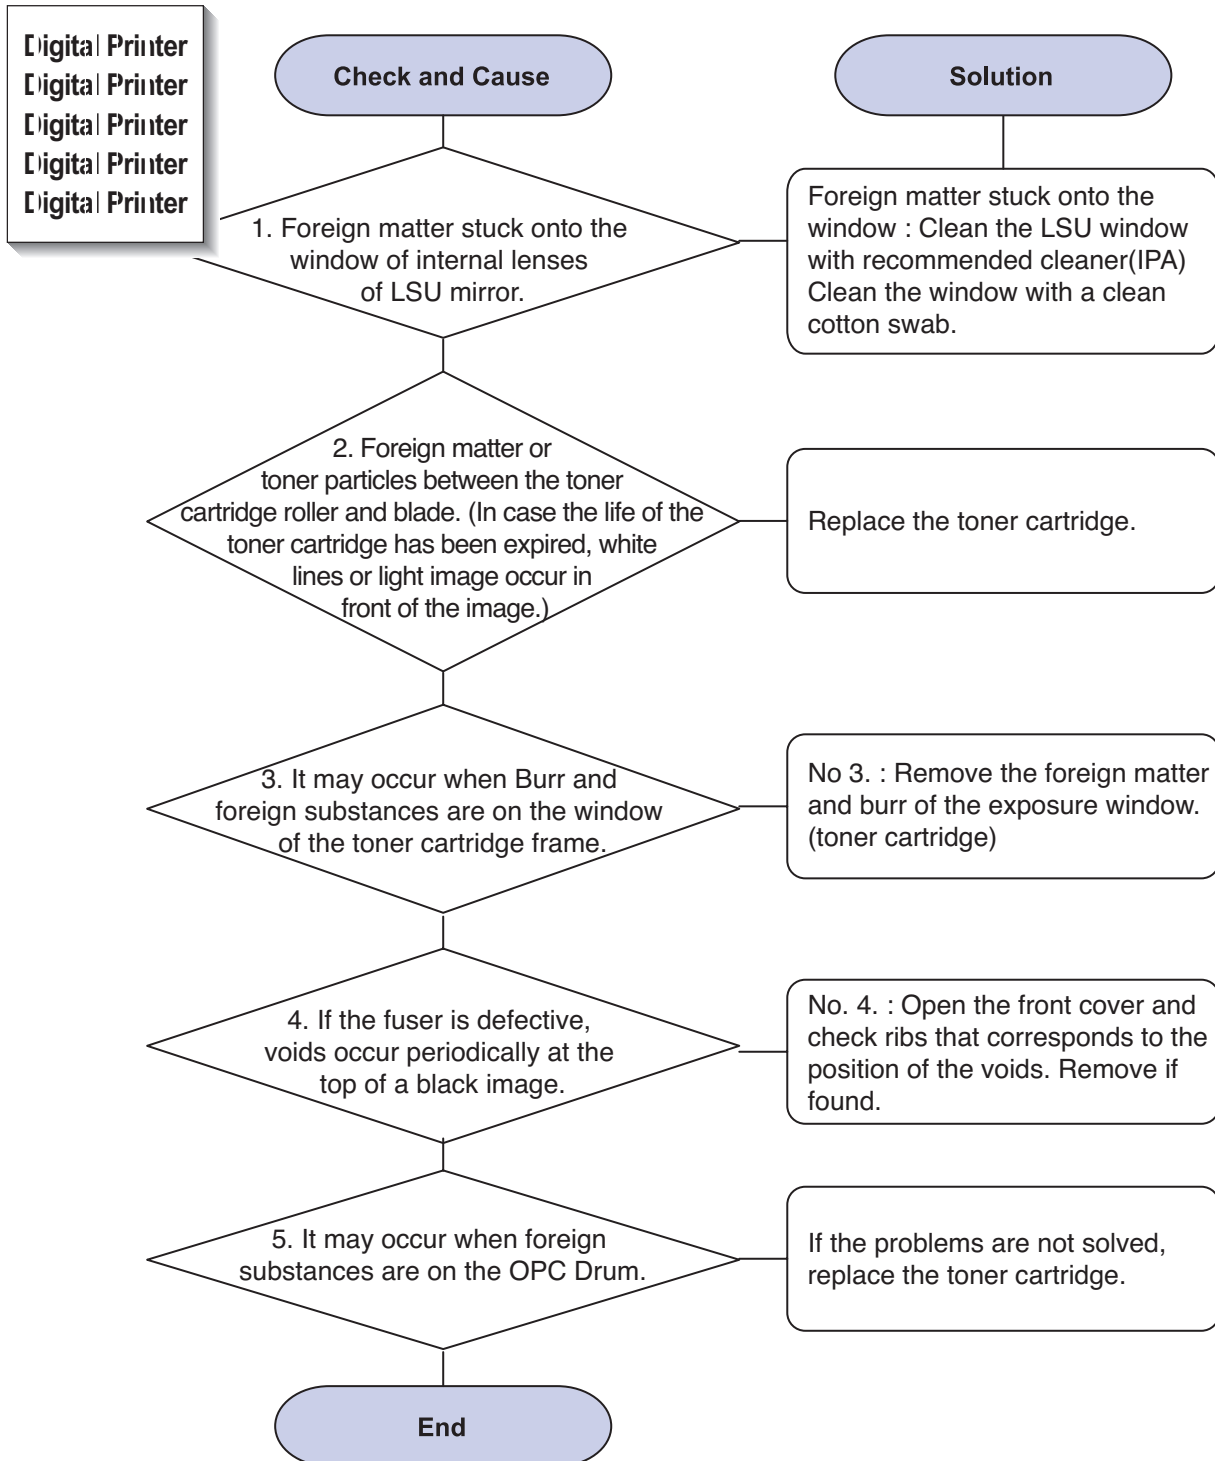 Digital Printer
Digital Printer
Digital Printer
Digital Printer
Digital Printer
Check and Cause
Solution
1. Foreign matter stuck onto the
window of internal lenses
of LSU mirror.
Foreign matter stuck onto the
window : Clean the LSU window
with recommended cleaner(IPA)
Clean the window with a clean
cotton swab.
2. Foreign matter or
toner particles between the toner
cartridge roller and blade. (In case the life of the
toner cartridge has been expired, white
lines or light image occur in
front of the image.)
Replace the toner cartridge.
3. It may occur when Burr and
foreign substances are on the window
of the toner cartridge frame.
No 3. : Remove the foreign matter
and burr of the exposure window.
(toner cartridge)
4. If the fuser is defective,
voids occur periodically at the
top of a black image.
No. 4. : Open the front cover and
check ribs that corresponds to the
position of the voids. Remove if
found.
5. It may occur when foreign
substances are on the OPC Drum.
If the problems are not solved,
replace the toner cartridge.
End